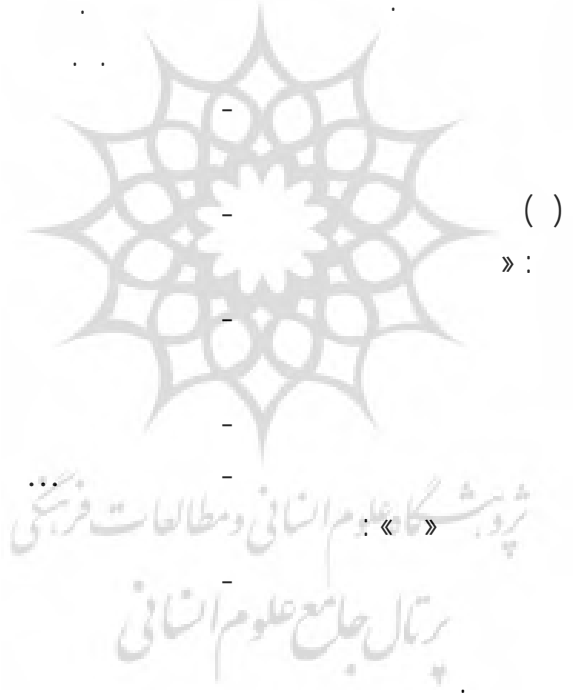 پژوهشگاه علوم انسانی و مطالعات فرهنگی
پرتال جامع علوم انسانی